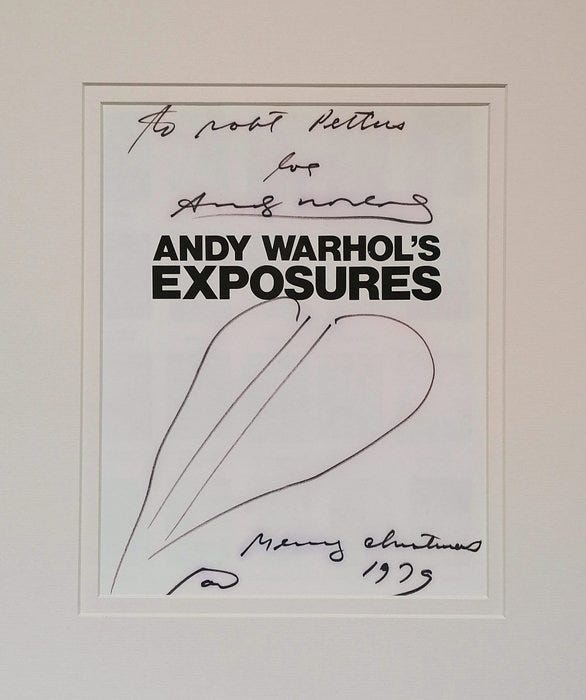 to robt Pettus
love
Andy Warhol
ANDY WARHOL'S
EXPOSURES
Merry christmas
1979